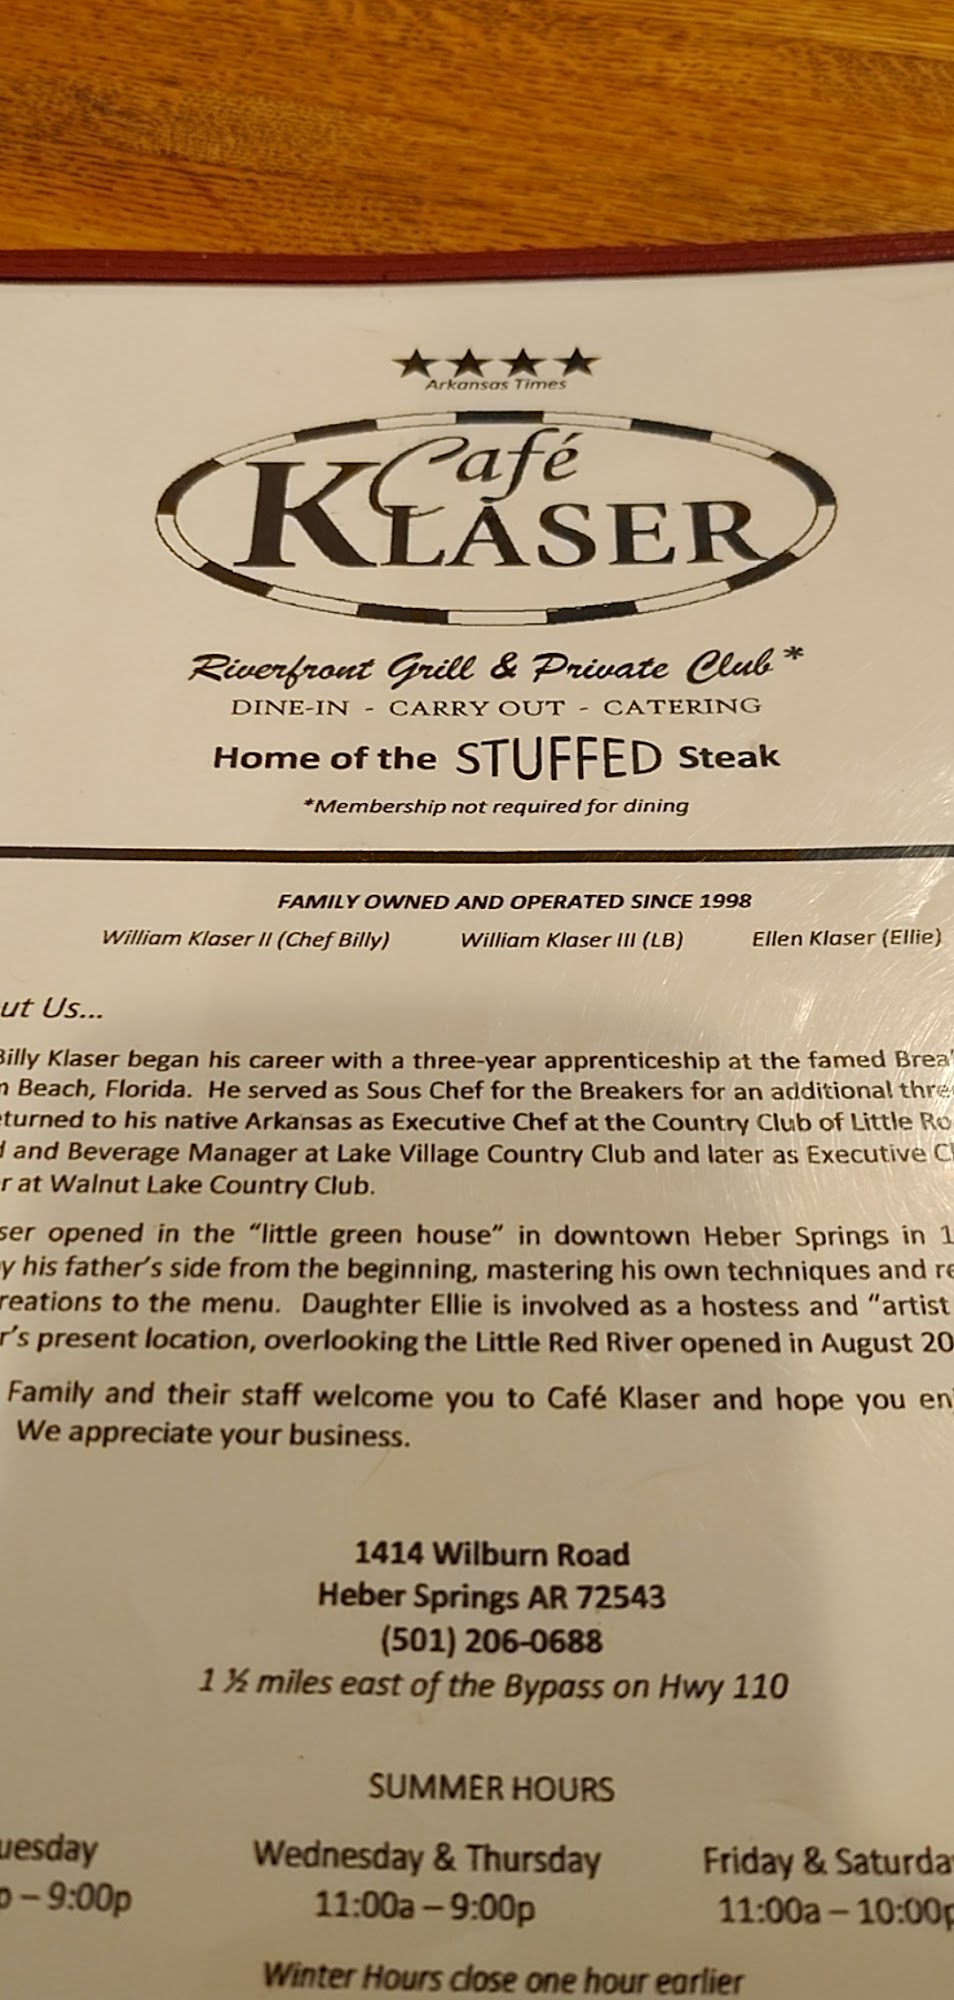 Arkansas Times
Café
KLASER
Riverfront Grill & Private Club*
DINE-IN - CARRY OUT - CATERING
Home of the STUFFED Steak
*Membership not required for dining
FAMILY OWNED AND OPERATED SINCE 1998
William Klaser II (Chef Billy) William Klaser III (LB) Ellen Klaser (Ellie)
ut Us...
Billy Klaser began his career with a three-year apprenticeship at the famed Brea
Beach, Florida. He served as Sous Chef for the Breakers for an additional thre
turned to his native Arkansas as Executive Chef at the Country Club of Little Ro
and Beverage Manager at Lake Village Country Club and later as Executive C
r at Walnut Lake Country Club.
ser opened in the "little green house" in downtown Heber Springs in 1
y his father's side from the beginning, mastering his own techniques and re
reations to the menu. Daughter Ellie is involved as a hostess and "artist
r's present location, overlooking the Little Red River opened in August 20
Family and their staff welcome you to Café Klaser and hope you en
We appreciate your business.
1414 Wilburn Road
Heber Springs AR 72543
(501) 206-0688
1 ½ miles east of the Bypass on Hwy 110
SUMMER HOURS
uesday Wednesday & Thursday Friday & Saturda
p – 9:00p 11:00a – 9:00p 11:00a – 10:00p
Winter Hours close one hour earlier